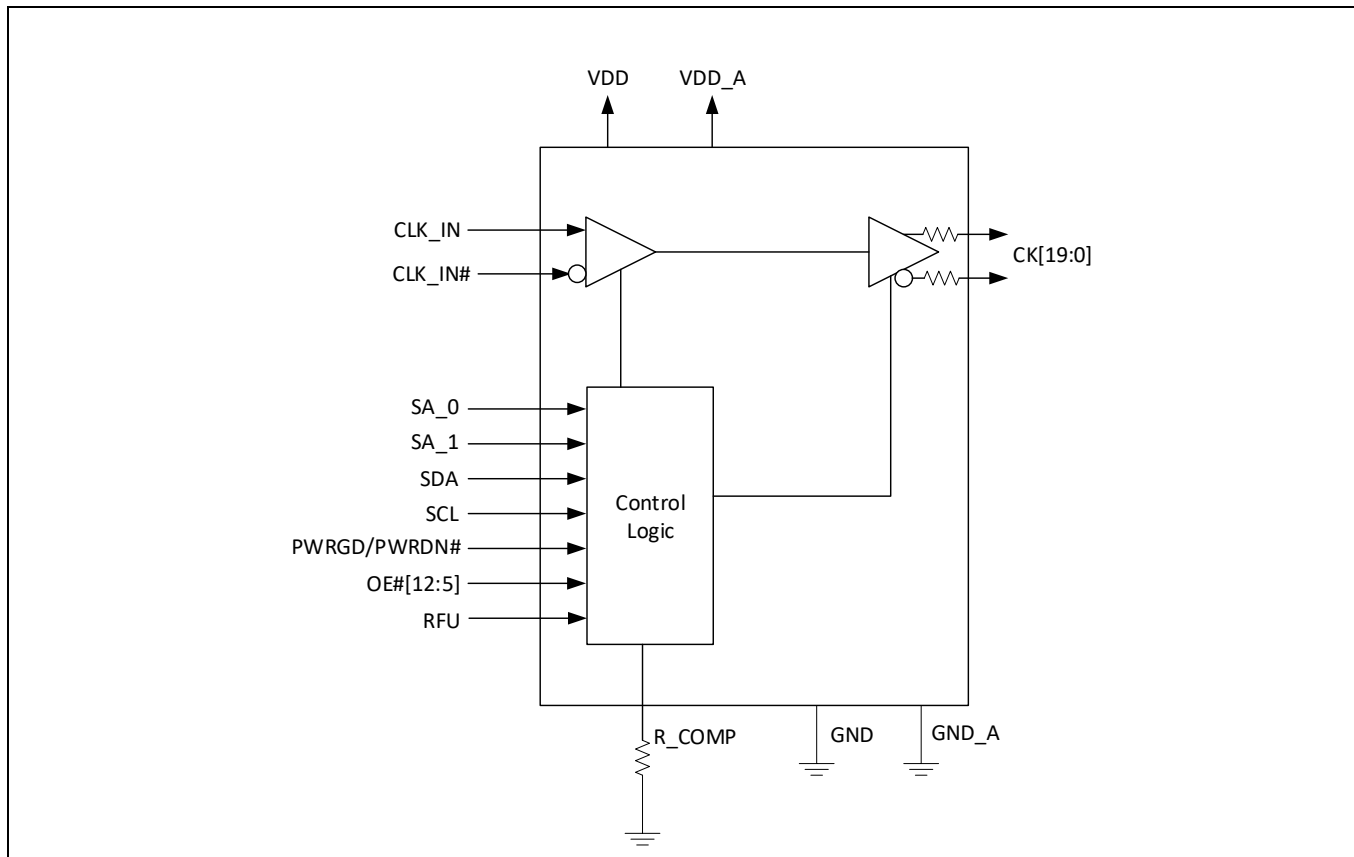 VDD
VDD_A
CLK_IN
CLK_IN#
CK[19:0]
SA_0
SA_1
SDA
SCL
PWRGD/PWRDN#
OE#[12:5]
RFU
Control
Logic
R_COMP
GND
GND_A